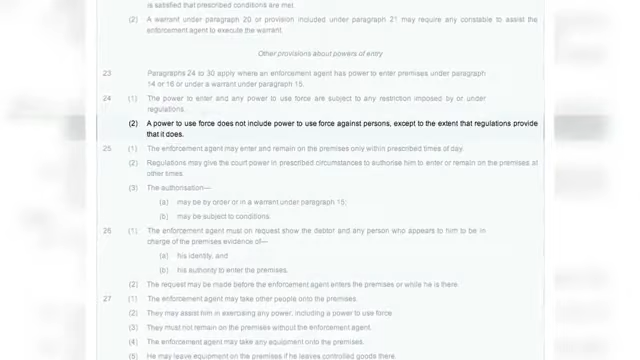 is satisfied that prescribed conditions are met.
(2) A warrant under paragraph 20 or provision included under paragraph 21 may require any constable to assist the
enforcement agent to execute the warrant.
Other provisions about powers of entry
23 Paragraphs 24 to 30 apply where an enforcement agent has power to enter premises under paragraph
14 or 16 or under a warrant under paragraph 15.
24 (1) The power to enter and any power to use force are subject to any restriction imposed by or under
regulations.
(2) A power to use force does not include power to use force against persons, except to the extent that regulations provide
that it does.
25 (1) The enforcement agent may enter and remain on the premises only within prescribed times of day.
(2) Regulations may give the court power in prescribed circumstances to authorise him to enter or remain on the premises at
other times.
(3) The authorisation—
(a) may be by order or in a warrant under paragraph 15;
(b) may be subject to conditions.
26 (1) The enforcement agent must on request show the debtor and any person who appears to him to be in
charge of the premises evidence of—
(a) his identity, and
(b) his authority to enter the premises.
(2) The request may be made before the enforcement agent enters the premises or while he is there.
27 (1) The enforcement agent may take other people onto the premises.
(2) They may assist him in exercising any power, including a power to use force.
(3) They must not remain on the premises without the enforcement agent.
(4) The enforcement agent may take any equipment onto the premises.
(5) He may leave equipment on the premises if he leaves controlled goods there.